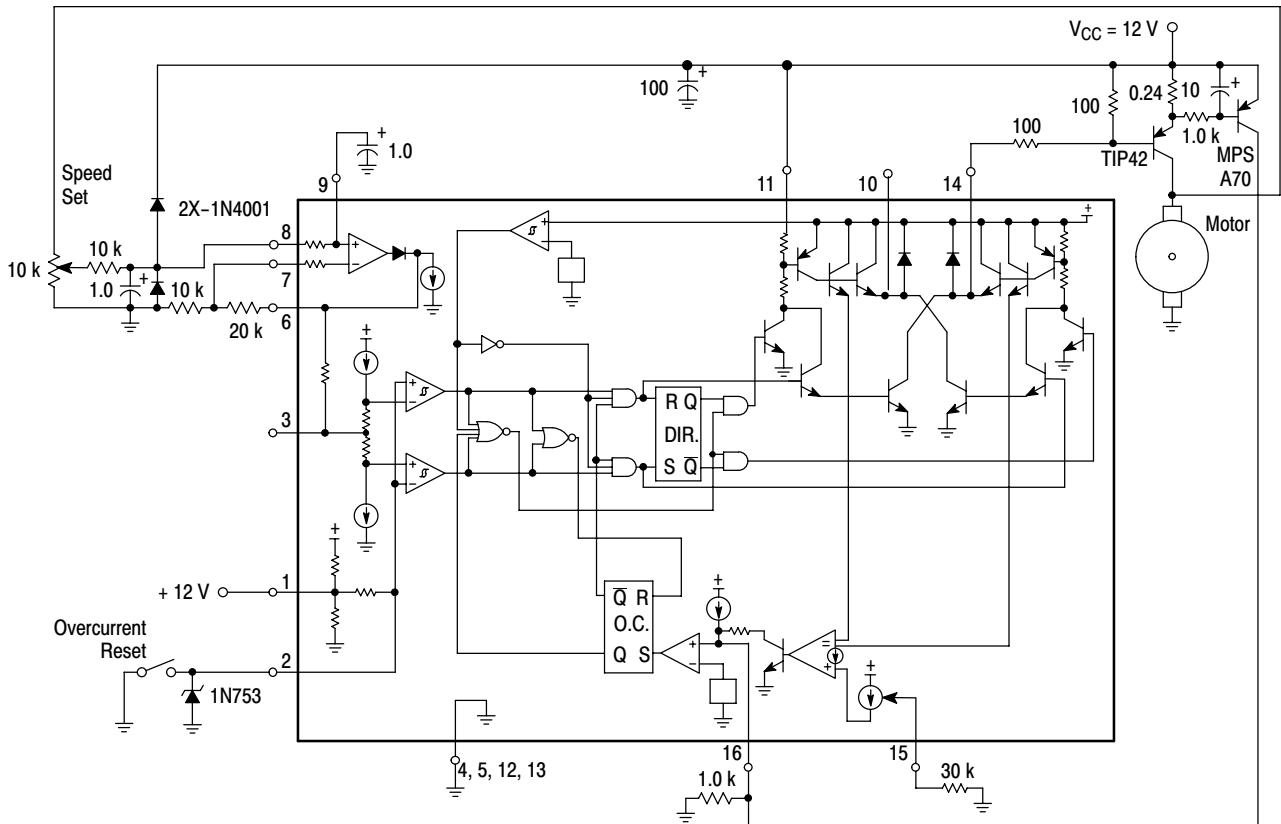 VCC = 12 V
100
+
100
0.24
10
+
100
1.0 k
TIP42
MPS
A70
+
1.0
Speed
Set
9
11
10
14
2X–1N4001
Motor
8
+
–
+
–
+
10 k
10 k
7
1.0
+
10 k
20 k
6
+
+
–
3
R Q
DIR.
S Q
+
–
+
1
+ 12 V
Q R
O.C.
Q S
+
+
–
=
+
+
Overcurrent
Reset
2
1N753
4, 5, 12, 13
16
15
1.0 k
30 k